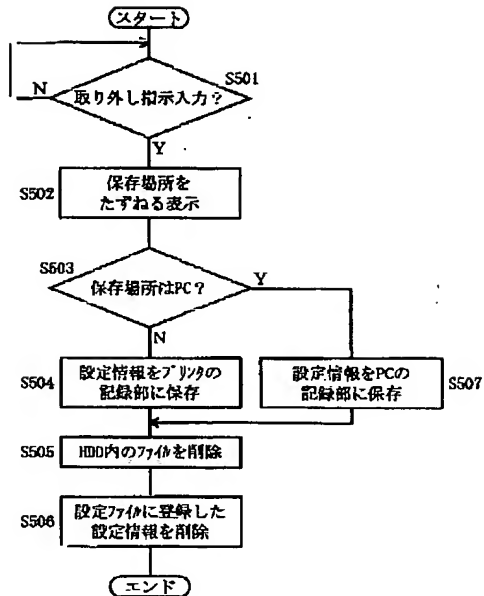 スタート
S501
N
取り外し指示入力？
Y
S502
保存場所を
たずねる表示
S503
Y
保存場所はPC？
N
S504
設定情報をプリンタの
記録部に保存
設定情報をPCの
記録部に保存
S507
S505
HDD内のファイルを削除
S506
設定ファイルに登録した
設定情報を削除
エンド